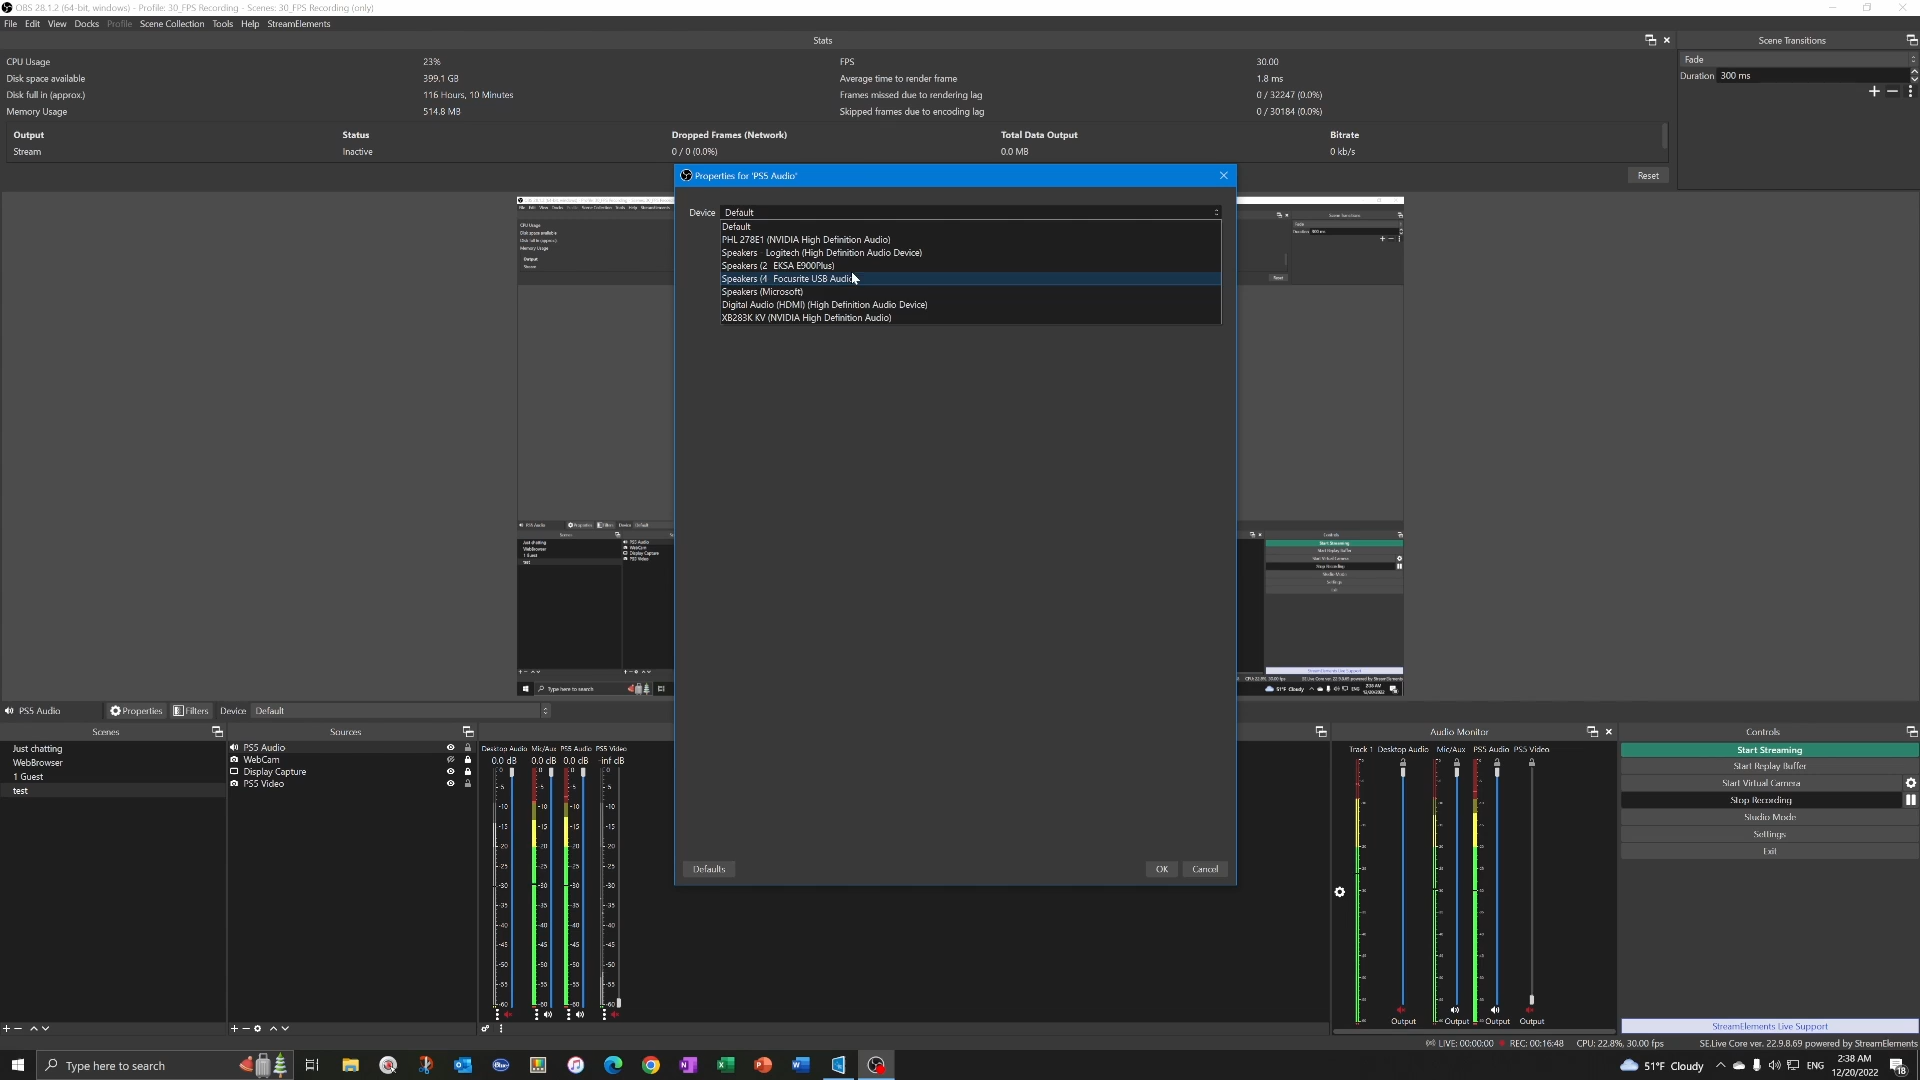 OBS 28.1.2 (64-bit, windows) - Profile: 30_FPS Recording - Scenes: 30_FPS Recording (only)
File Edit View Docks Profile Scene Collection Tools Help StreamElements
Stats
Scene Transitions
CPU Usage 23% FPS 30.00
Fade
Disk space available 399.1 GB Average time to render frame 1.8 ms
Duration 300 ms
Disk full in (approx.) 116 Hours, 10 Minutes Frames missed due to rendering lag 0 / 32247 (0.0%)
Memory Usage 514.8 MB Skipped frames due to encoding lag 0 / 30184 (0.0%)
Output Status Dropped Frames (Network) Total Data Output Bitrate
Stream Inactive 0 / 0 (0.0%) 0.0 MB 0 kb/s
Reset
Properties for 'PS5 Audio'
Device Default
Default
PHL 278E1 (NVIDIA High Definition Audio)
Speakers - Logitech (High Definition Audio Device)
Speakers (2- EKSA E900Plus)
Speakers (4- Focusrite USB Audio
Speakers (Microsoft)
Digital Audio (HDMI) (High Definition Audio Device)
XB283K KV (NVIDIA High Definition Audio)
Defaults OK Cancel
PS5 Audio Properties Filters Device Default
Scenes
Just chatting
WebBrowser
1 Guest
test
Sources
PS5 Audio
WebCam
Display Capture
PS5 Video
Desktop Audio Mic/Aux PS5 Audio PS5 Video
0.0 dB 0.0 dB 0.0 dB -inf dB
Audio Monitor
Track 1 Desktop Audio Mic/Aux PS5 Audio PS5 Video
Output Output Output Output
Controls
Start Streaming
Start Replay Buffer
Start Virtual Camera
Stop Recording
Studio Mode
Settings
Exit
StreamElements Live Support
LIVE: 00:00:00 REC: 00:16:48 CPU: 22.8%, 30.00 fps SE.Live Core ver. 22.9.8.69 powered by StreamElements
Type here to search
51°F Cloudy ENG 2:38 AM
12/20/2022
18